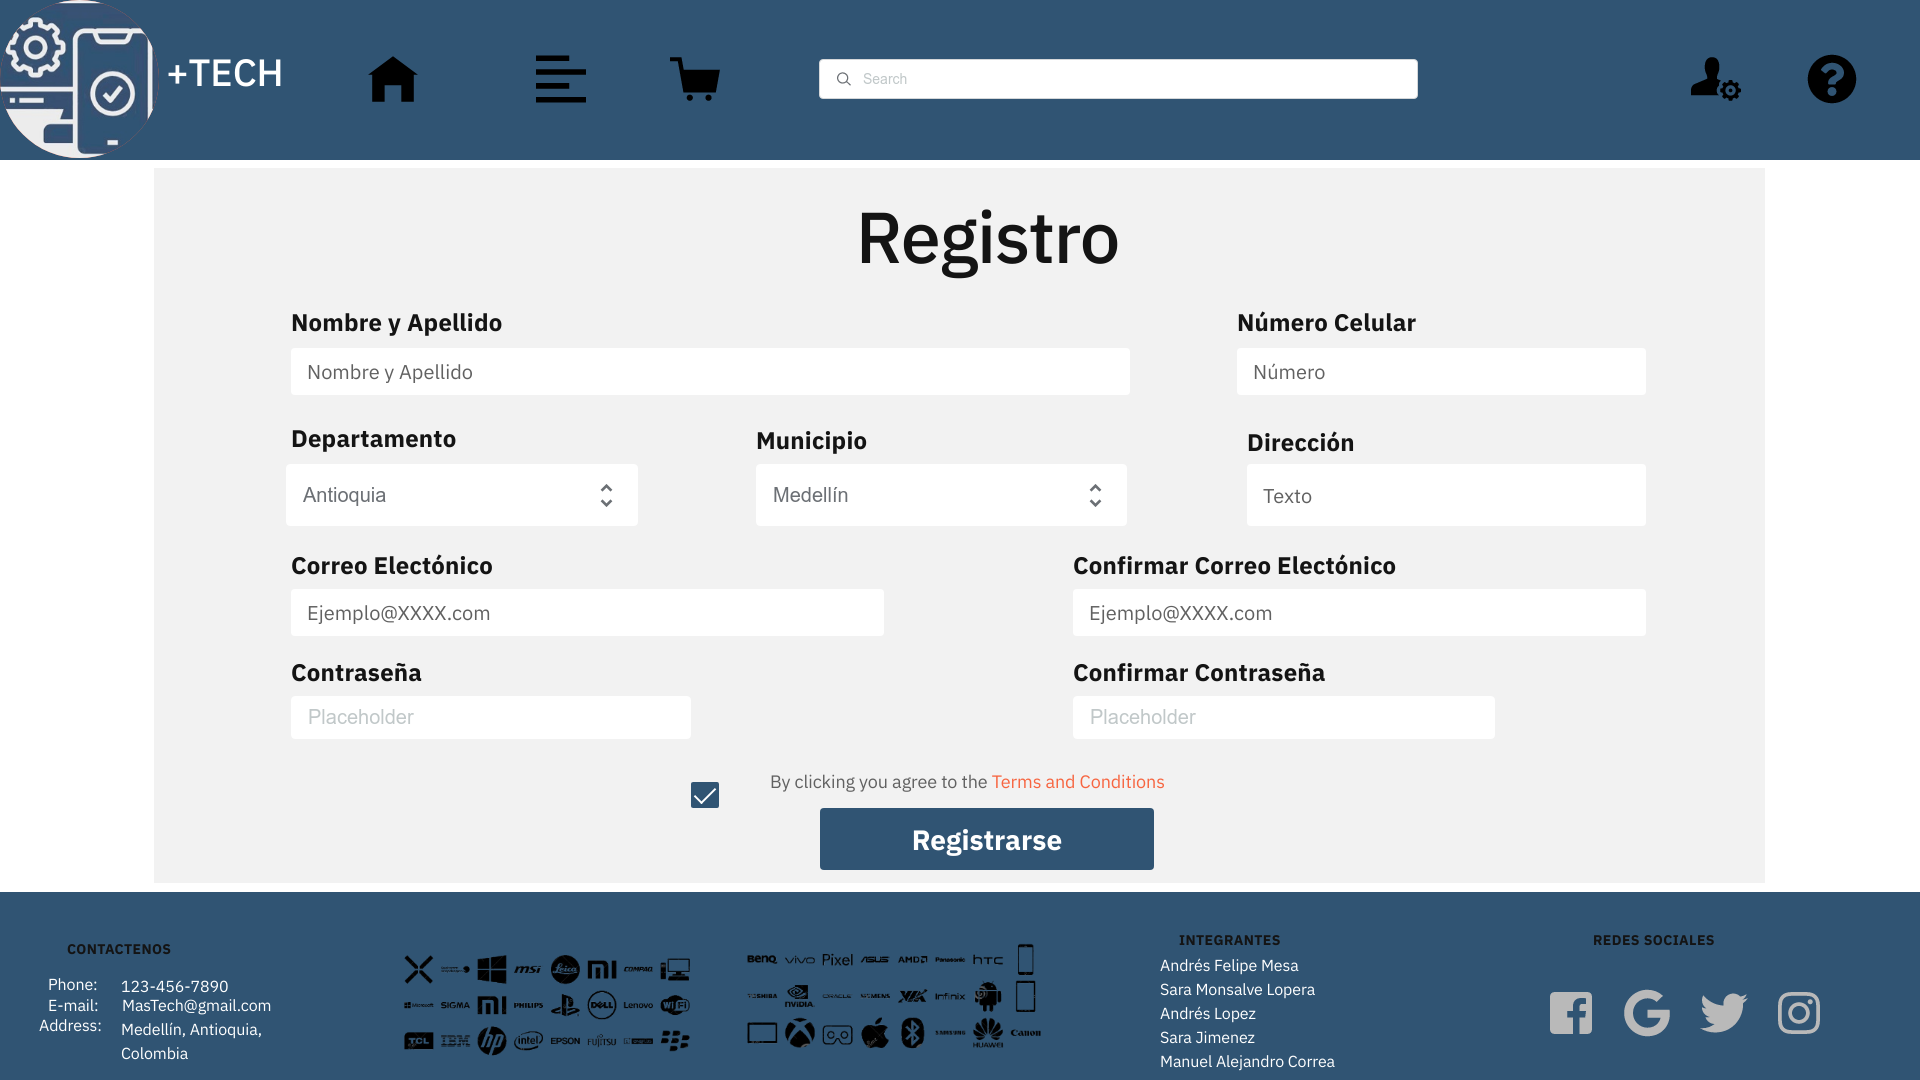 +TECH
Search
Registro
Nombre y Apellido
Número Celular
Nombre y Apellido
Número
Departamento
Municipio
Dirección
Antioquia
Medellín
Texto
Correo Electónico
Confirmar Correo Electónico
Ejemplo@XXXX.com
Ejemplo@XXXX.com
Contraseña
Confirmar Contraseña
Placeholder
Placeholder
By clicking you agree to the Terms and Conditions
Registrarse
CONTACTENOS
Phone: 123-456-7890
E-mail: MasTech@gmail.com
Address: Medellín, Antioquia,
Colombia
msi Leica mi COMPAQ
Microsoft SIGMA mi PHILIPS DELL Lenovo Wi Fi
TCL IBM hp intel EPSON FUJITSU
BenQ vivo Pixel ASUS AMD Panasonic hTC
TOSHIBA NVIDIA ORACLE SIEMENS VIA Infinix
HUAWEI Canon
INTEGRANTES
Andrés Felipe Mesa
Sara Monsalve Lopera
Andrés Lopez
Sara Jimenez
Manuel Alejandro Correa
REDES SOCIALES